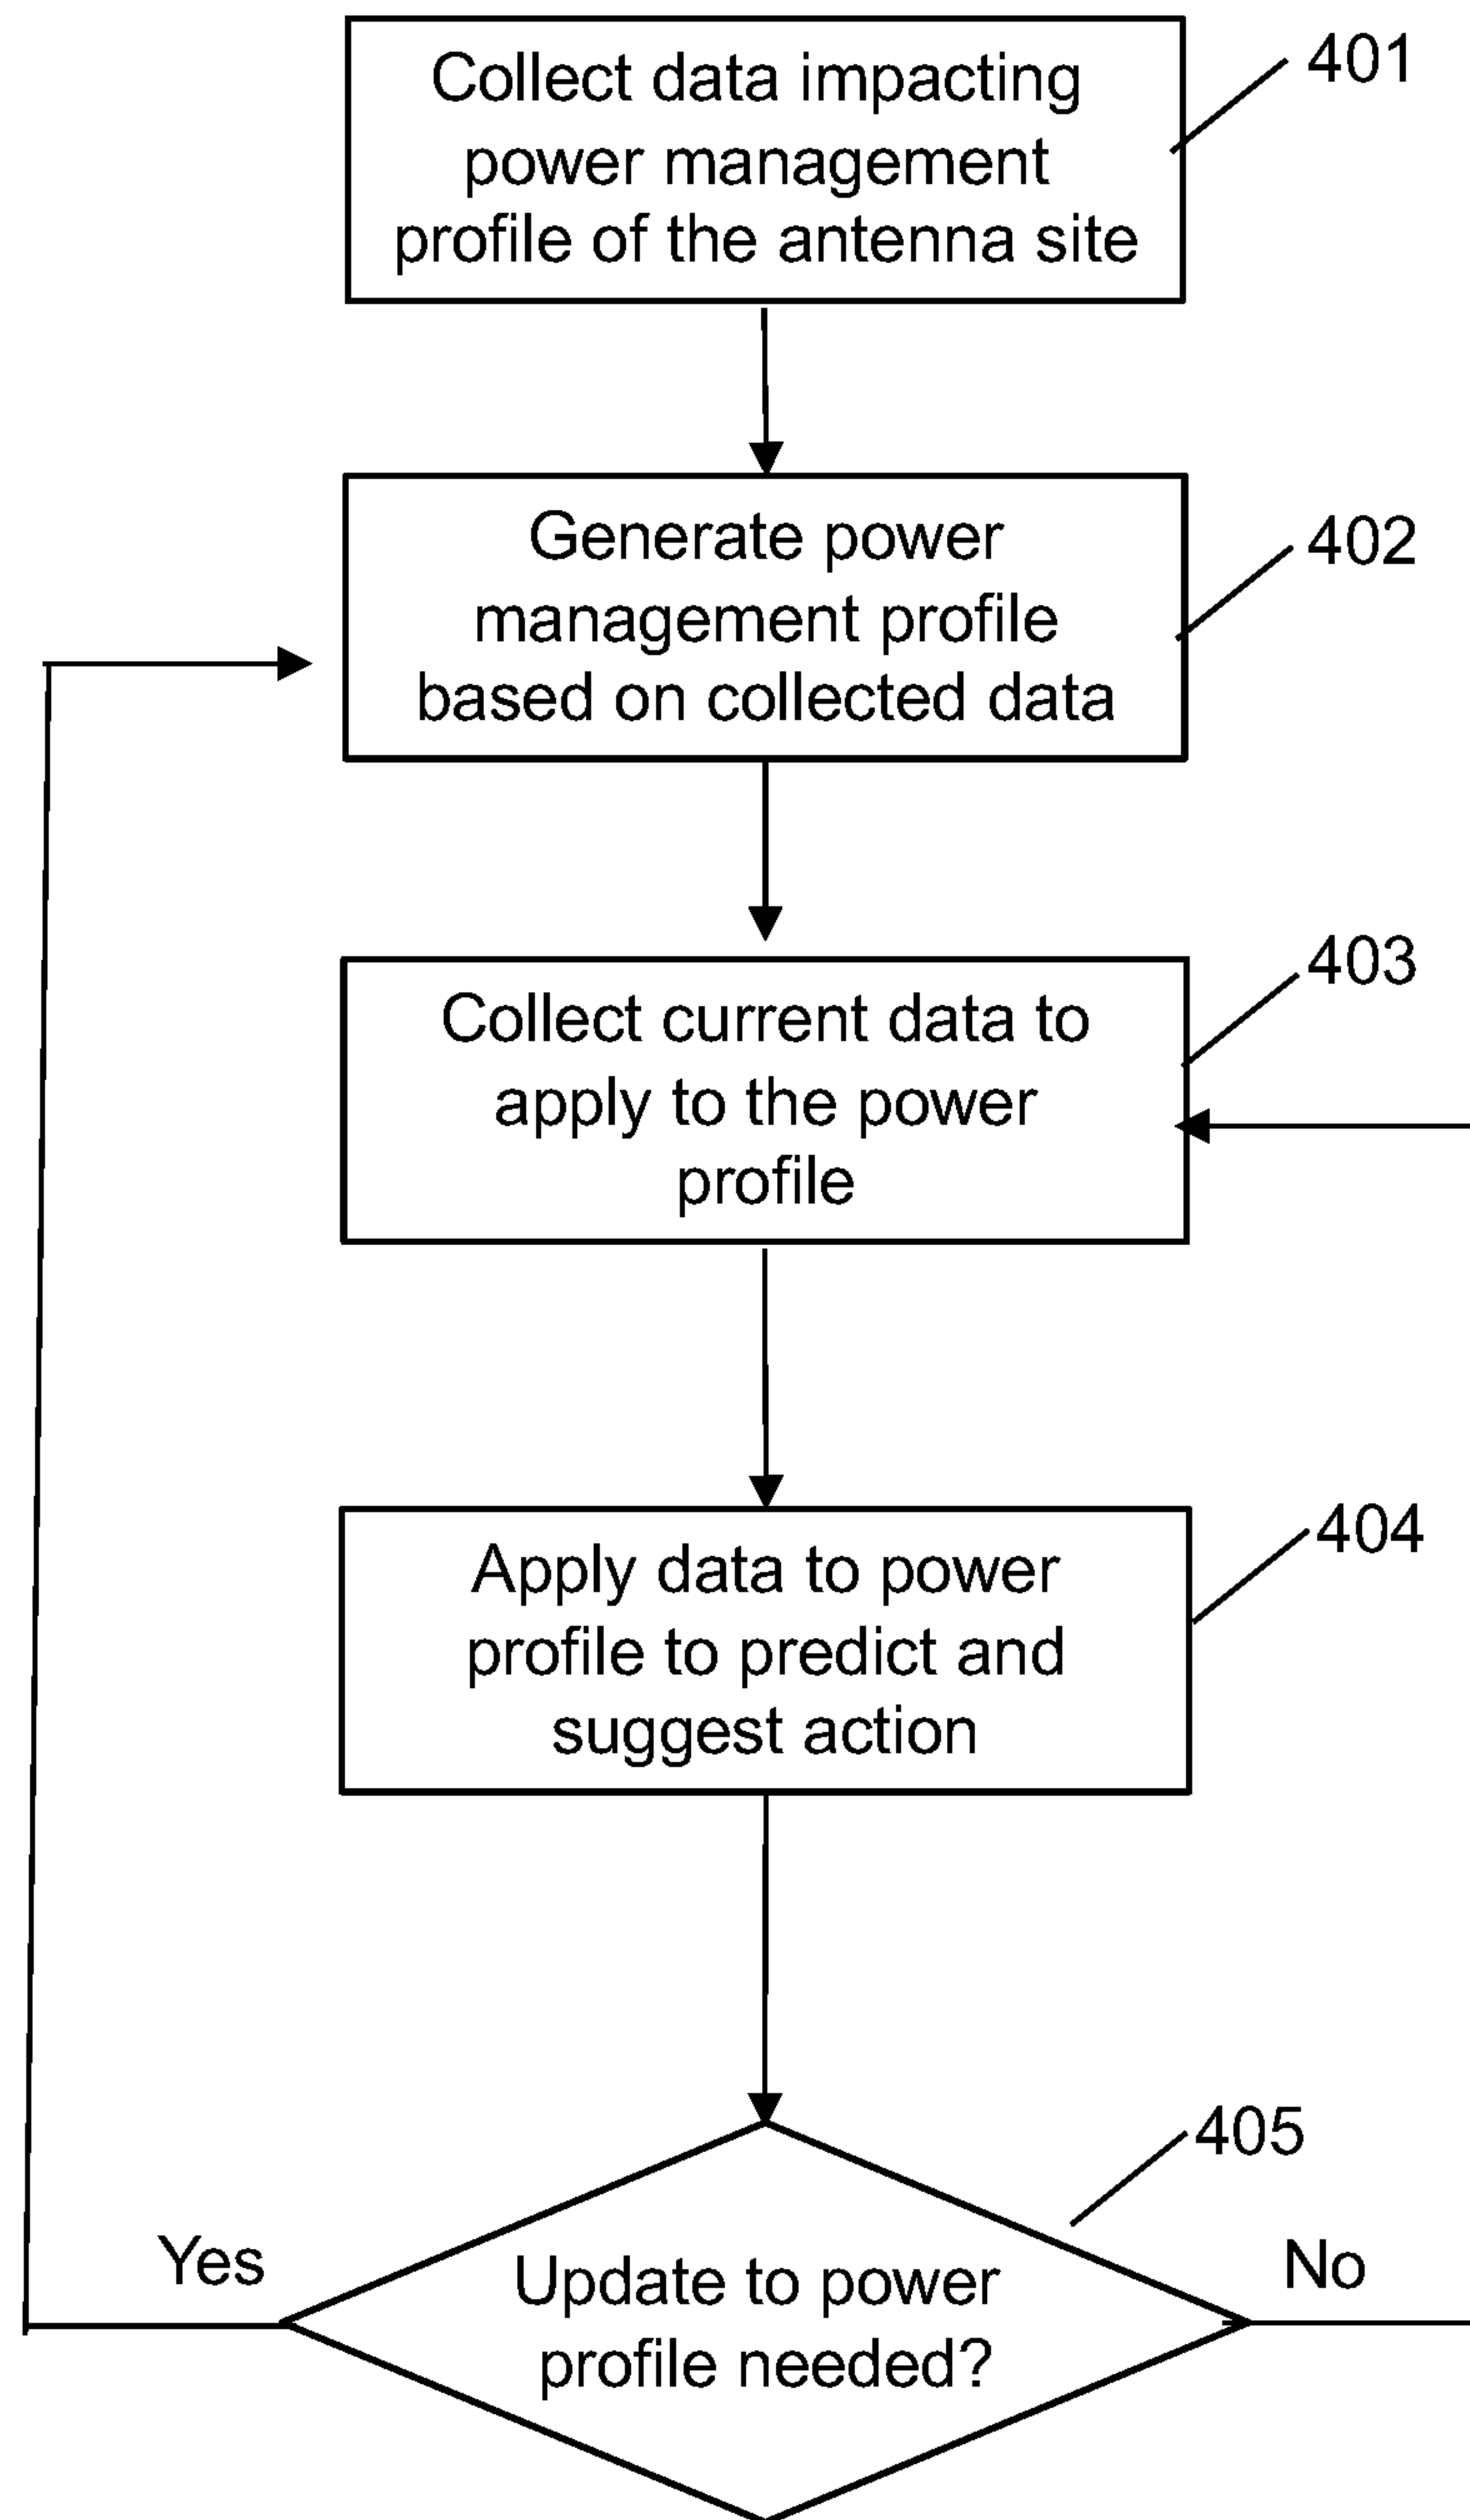 Collect data impacting
power management
profile of the antenna site
401
Generate power
management profile
based on collected data
402
Collect current data to
apply to the power
profile
403
Apply data to power
profile to predict and
suggest action
404
405
Yes
Update to power
profile needed?
No